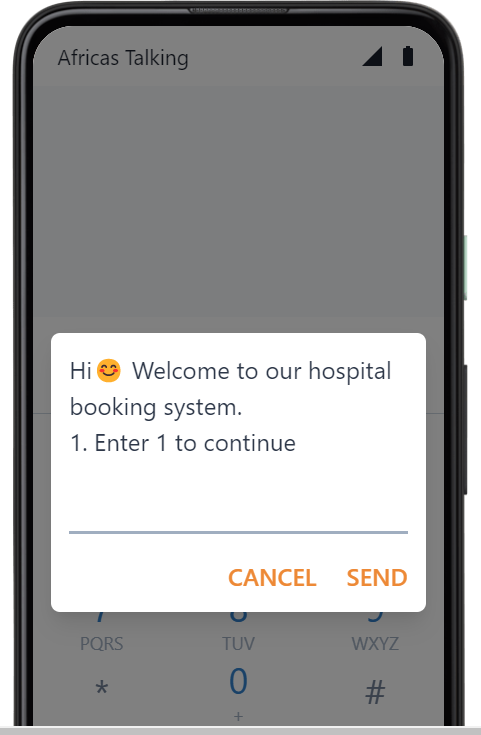 Africas Talking
Hi😊 Welcome to our hospital
booking system.
1. Enter 1 to continue
CANCEL SEND
7 8 9
PQRS TUV WXYZ
* 0 #
+